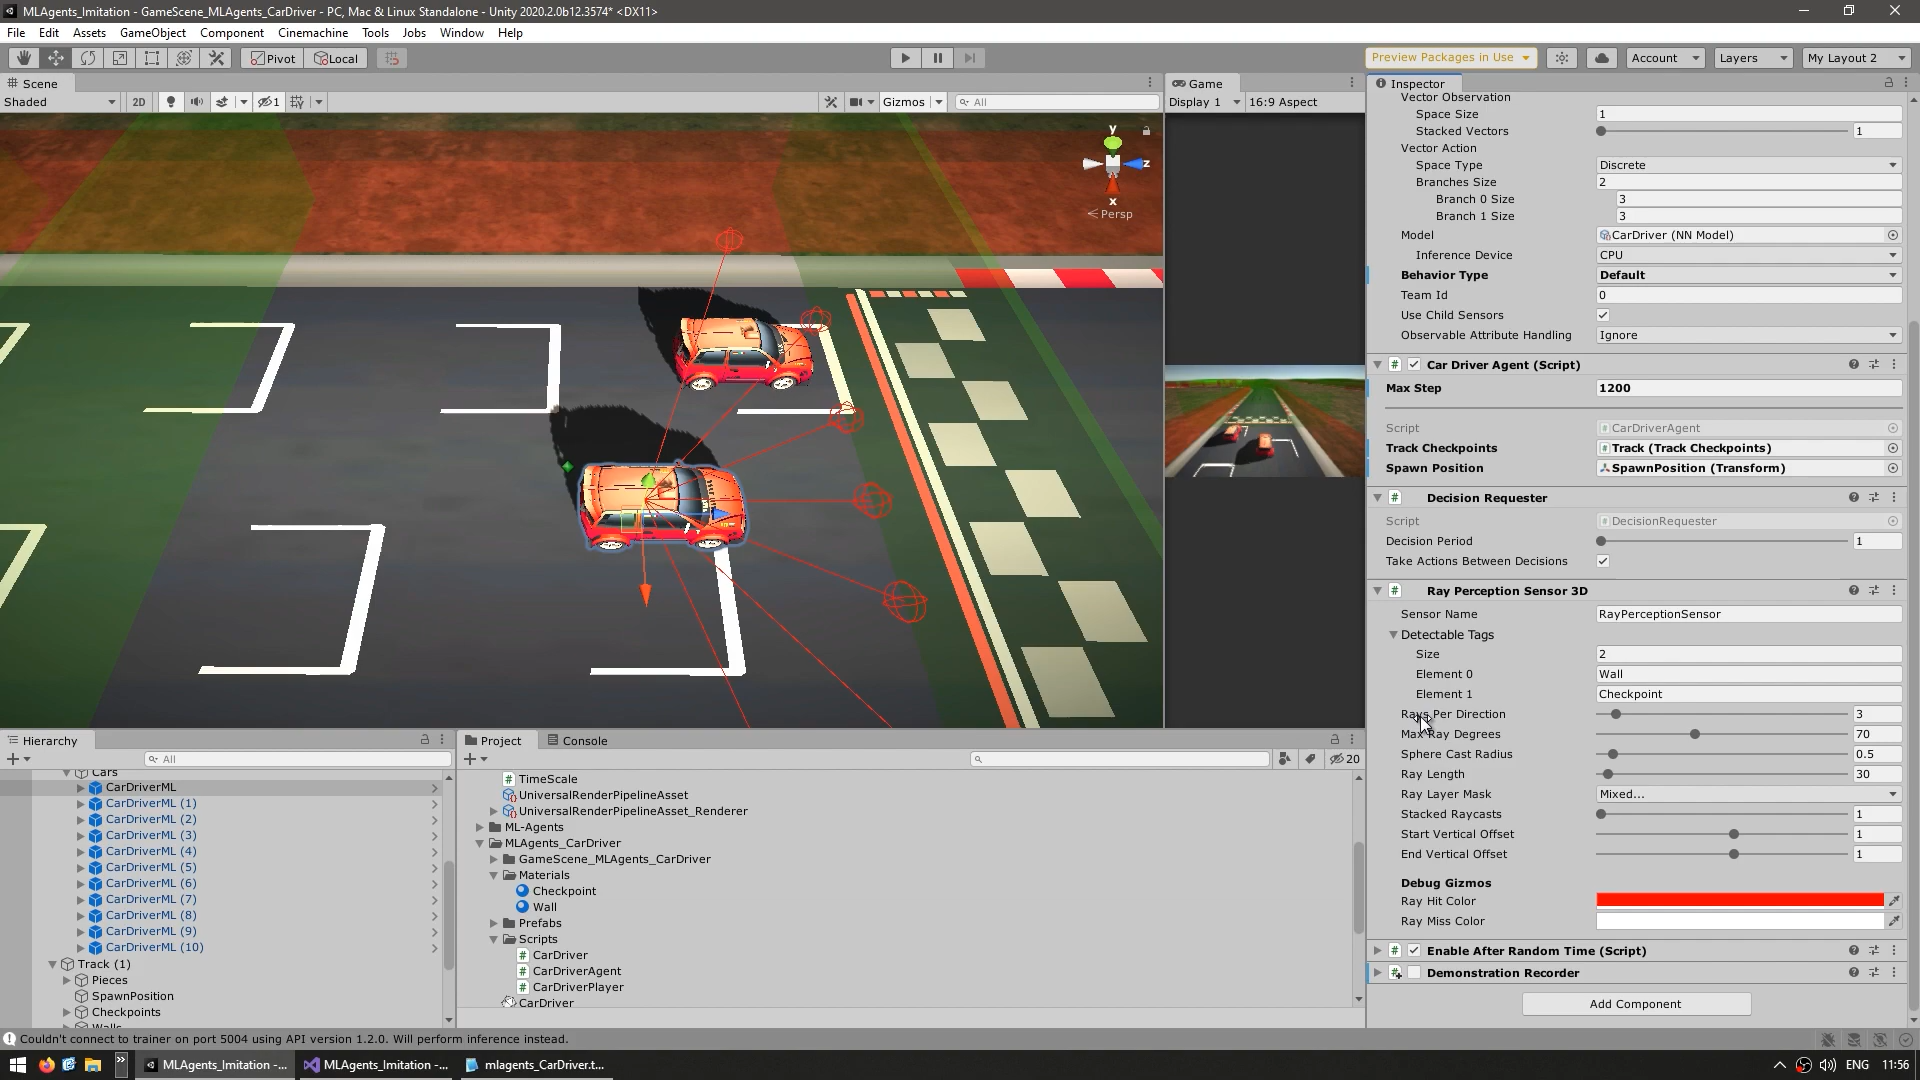 MLAgents_Imitation - GameScene_MLAgents_CarDriver - PC, Mac & Linux Standalone - Unity 2020.2.0b12.3574* <DX11>
File Edit Assets GameObject Component Cinemachine Tools Jobs Window Help
Pivot Local Preview Packages in Use Account Layers My Layout 2
Scene
Shaded 2D 1 Gizmos All
y
z
x
Persp
Game
Display 1 16:9 Aspect
Inspector
Vector Observation
Space Size 1
Stacked Vectors 1
Vector Action
Space Type Discrete
Branches Size 2
Branch 0 Size 3
Branch 1 Size 3
Model CarDriver (NN Model)
Inference Device CPU
Behavior Type Default
Team Id 0
Use Child Sensors
Observable Attribute Handling Ignore
Car Driver Agent (Script)
Max Step 1200
Script CarDriverAgent
Track Checkpoints Track (Track Checkpoints)
Spawn Position SpawnPosition (Transform)
Decision Requester
Script DecisionRequester
Decision Period 1
Take Actions Between Decisions
Ray Perception Sensor 3D
Sensor Name RayPerceptionSensor
Detectable Tags
Size 2
Element 0 Wall
Element 1 Checkpoint
Rays Per Direction 3
Max Ray Degrees 70
Sphere Cast Radius 0.5
Ray Length 30
Ray Layer Mask Mixed...
Stacked Raycasts 1
Start Vertical Offset 1
End Vertical Offset 1
Debug Gizmos
Ray Hit Color
Ray Miss Color
Enable After Random Time (Script)
Demonstration Recorder
Add Component
Hierarchy
All
Cars
CarDriverML
CarDriverML (1)
CarDriverML (2)
CarDriverML (3)
CarDriverML (4)
CarDriverML (5)
CarDriverML (6)
CarDriverML (7)
CarDriverML (8)
CarDriverML (9)
CarDriverML (10)
Track (1)
Pieces
SpawnPosition
Checkpoints
Walls
Project Console
20
TimeScale
UniversalRenderPipelineAsset
UniversalRenderPipelineAsset_Renderer
ML-Agents
MLAgents_CarDriver
GameScene_MLAgents_CarDriver
Materials
Checkpoint
Wall
Prefabs
Scripts
CarDriver
CarDriverAgent
CarDriverPlayer
CarDriver
Couldn't connect to trainer on port 5004 using API version 1.2.0. Will perform inference instead.
MLAgents_Imitation -... MLAgents_Imitation -... mlagents_CarDriver.t... ENG 11:56